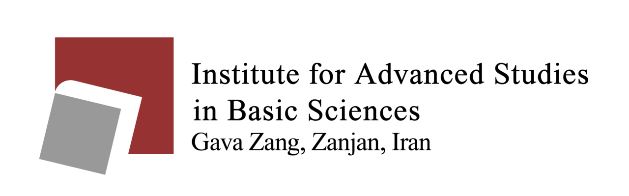 Institute for Advanced Studies
in Basic Sciences
Gava Zang, Zanjan, Iran